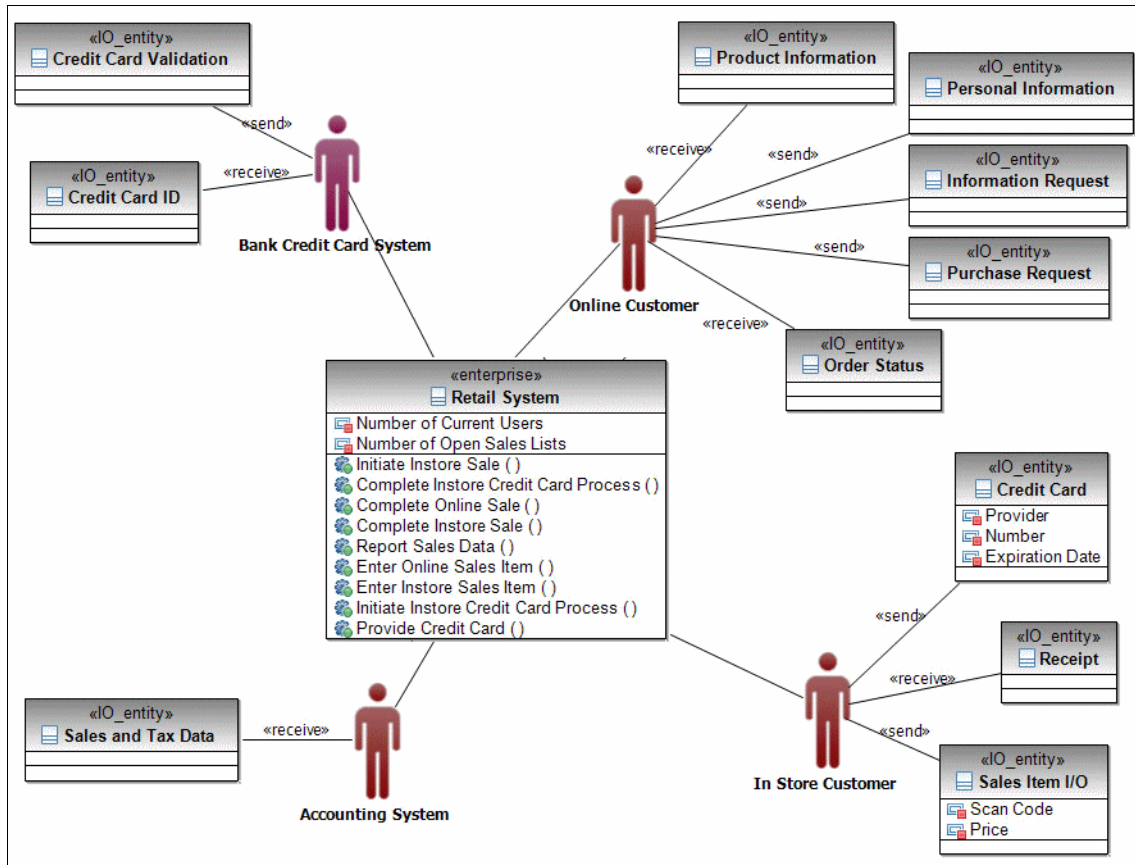 «IO_entity»
Credit Card Validation
«send»
«IO_entity»
Credit Card ID
«receive»
Bank Credit Card System
«IO_entity»
Product Information
«receive»
«IO_entity»
Personal Information
«send»
«IO_entity»
Information Request
«send»
«IO_entity»
Purchase Request
«send»
Online Customer
«receive»
«IO_entity»
Order Status
«enterprise»
Retail System
Number of Current Users
Number of Open Sales Lists
Initiate Instore Sale ( )
Complete Instore Credit Card Process ( )
Complete Online Sale ( )
Complete Instore Sale ( )
Report Sales Data ( )
Enter Online Sales Item ( )
Enter Instore Sales Item ( )
Initiate Instore Credit Card Process ( )
Provide Credit Card ( )
«IO_entity»
Credit Card
Provider
Number
Expiration Date
«send»
«IO_entity»
Receipt
«receive»
«send»
In Store Customer
«IO_entity»
Sales Item I/O
Scan Code
Price
«IO_entity»
Sales and Tax Data
«receive»
Accounting System